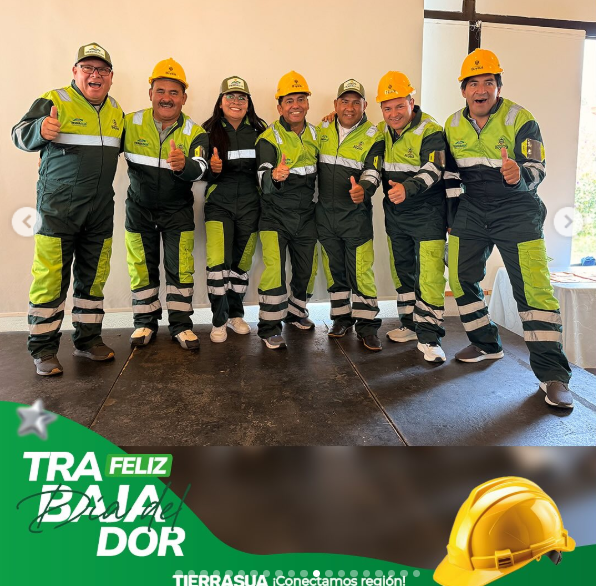 FELIZ
Día del
TRA
BAJA
DOR
TIERRASUA ¡Conectamos región!